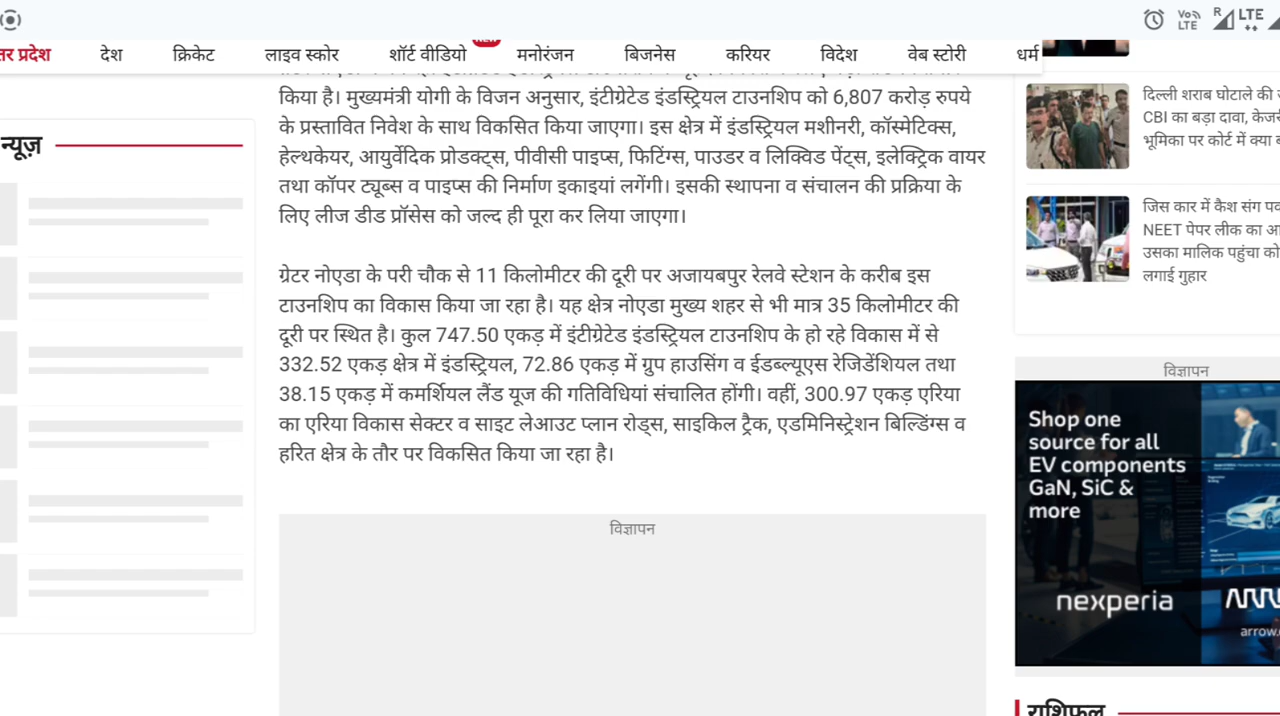 VoLTE
R LTE
प्रदेश
देश
क्रिकेट
लाइव स्कोर
शॉर्ट वीडियो
मनोरंजन
बिजनेस
करियर
विदेश
वेब स्टोरी
धर्म
न्यूज़
किया है। मुख्यमंत्री योगी के विजन अनुसार, इंटीग्रेटेड इंडस्ट्रियल टाउनशिप को 6,807 करोड़ रुपये
के प्रस्तावित निवेश के साथ विकसित किया जाएगा। इस क्षेत्र में इंडस्ट्रियल मशीनरी, कॉस्मेटिक्स,
हेल्थकेयर, आयुर्वेदिक प्रोडक्ट्स, पीवीसी पाइप्स, फिटिंग्स, पाउडर व लिक्विड पेंट्स, इलेक्ट्रिक वायर
तथा कॉपर ट्यूब्स व पाइप्स की निर्माण इकाइयां लगेंगी। इसकी स्थापना व संचालन की प्रक्रिया के
लिए लीज डीड प्रॉसेस को जल्द ही पूरा कर लिया जाएगा।
ग्रेटर नोएडा के परी चौक से 11 किलोमीटर की दूरी पर अजायबपुर रेलवे स्टेशन के करीब इस
टाउनशिप का विकास किया जा रहा है। यह क्षेत्र नोएडा मुख्य शहर से भी मात्र 35 किलोमीटर की
दूरी पर स्थित है। कुल 747.50 एकड़ में इंटीग्रेटेड इंडस्ट्रियल टाउनशिप के हो रहे विकास में से
332.52 एकड़ क्षेत्र में इंडस्ट्रियल, 72.86 एकड़ में ग्रुप हाउसिंग व ईडब्ल्यूएस रेजिडेंशियल तथा
38.15 एकड़ में कमर्शियल लैंड यूज की गतिविधियां संचालित होंगी। वहीं, 300.97 एकड़ एरिया
का एरिया विकास सेक्टर व साइट लेआउट प्लान रोड्स, साइकिल ट्रैक, एडमिनिस्ट्रेशन बिल्डिंग्स व
हरित क्षेत्र के तौर पर विकसित किया जा रहा है।
विज्ञापन
दिल्ली शराब घोटाले की
CBI का बड़ा दावा,
भूमिका पर कोर्ट में क्या
जिस कार में कैश संग
NEET पेपर लीक का
उसका मालिक पहुंचा
लगाई गुहार
विज्ञापन
Shop one
source for all
EV components
GaN, SiC &
more
nexperia
arrow.
राशिफल